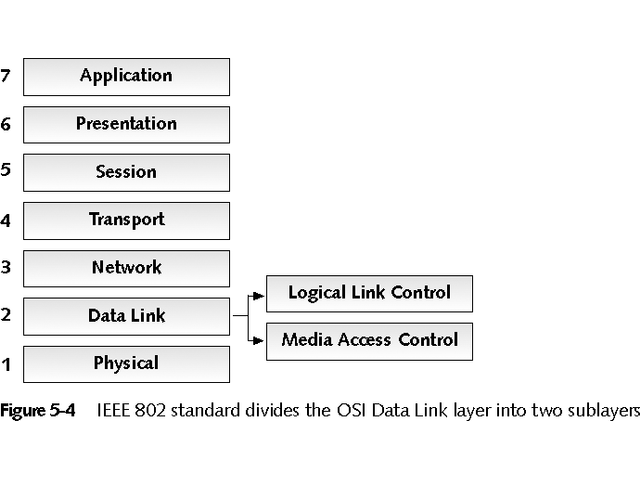 7 Application
6 Presentation
5 Session
4 Transport
3 Network
Logical Link Control
2 Data Link
Media Access Control
1 Physical
Figure 5-4 IEEE 802 standard divides the OSI Data Link layer into two sublayers